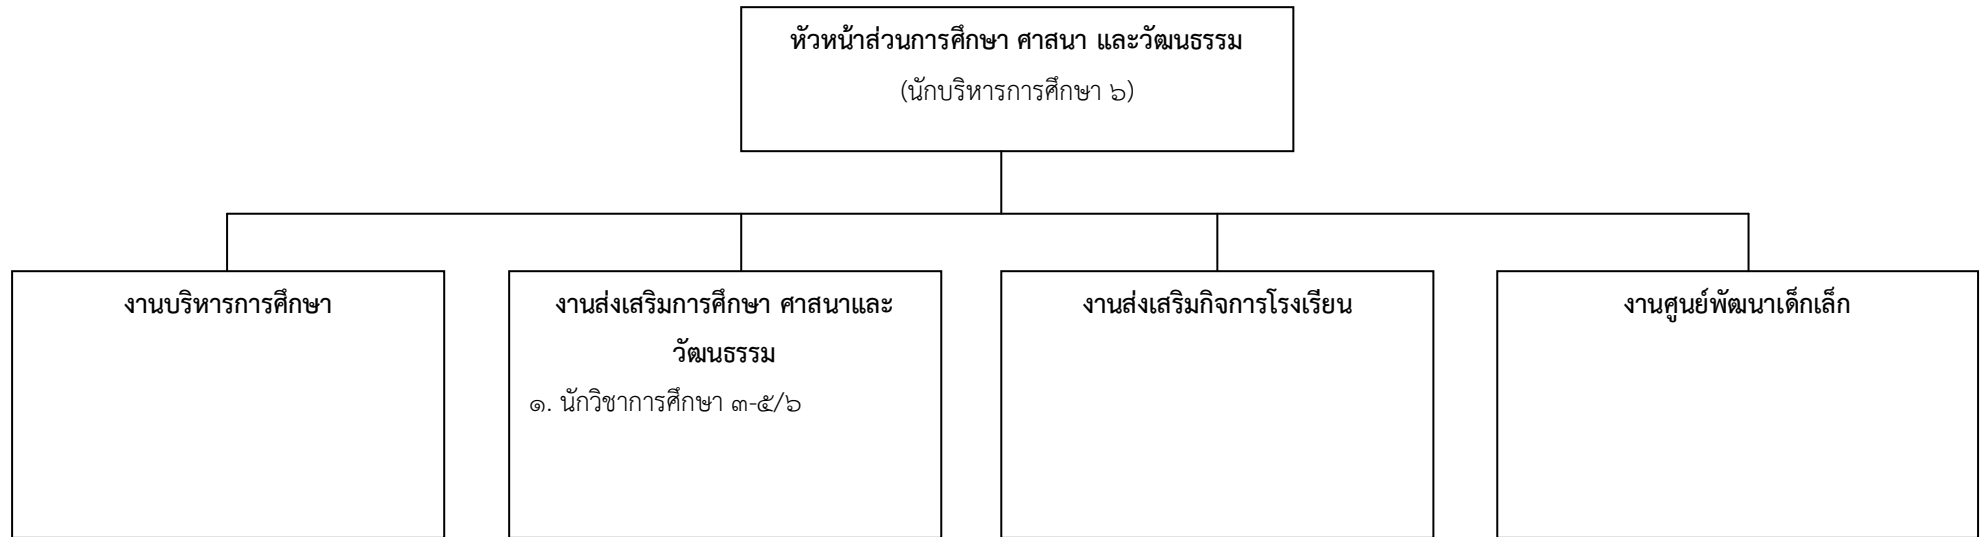 หัวหน้าส่วนการศึกษา ศาสนา และวัฒนธรรม
(นักบริหารการศึกษา ๖)
งานบริหารการศึกษา
งานส่งเสริมการศึกษา ศาสนาและ
วัฒนธรรม
๑. นักวิชาการศึกษา ๓-๕/๖
งานส่งเสริมกิจการโรงเรียน
งานศูนย์พัฒนาเด็กเล็ก